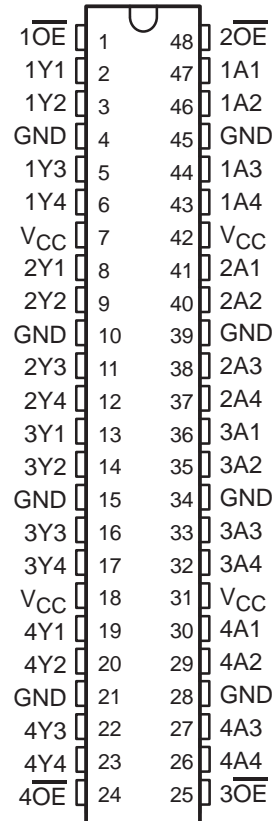 1O̅E̅ 1 48 2O̅E̅
1Y1 2 47 1A1
1Y2 3 46 1A2
GND 4 45 GND
1Y3 5 44 1A3
1Y4 6 43 1A4
VCC 7 42 VCC
2Y1 8 41 2A1
2Y2 9 40 2A2
GND 10 39 GND
2Y3 11 38 2A3
2Y4 12 37 2A4
3Y1 13 36 3A1
3Y2 14 35 3A2
GND 15 34 GND
3Y3 16 33 3A3
3Y4 17 32 3A4
VCC 18 31 VCC
4Y1 19 30 4A1
4Y2 20 29 4A2
GND 21 28 GND
4Y3 22 27 4A3
4Y4 23 26 4A4
4O̅E̅ 24 25 3O̅E̅